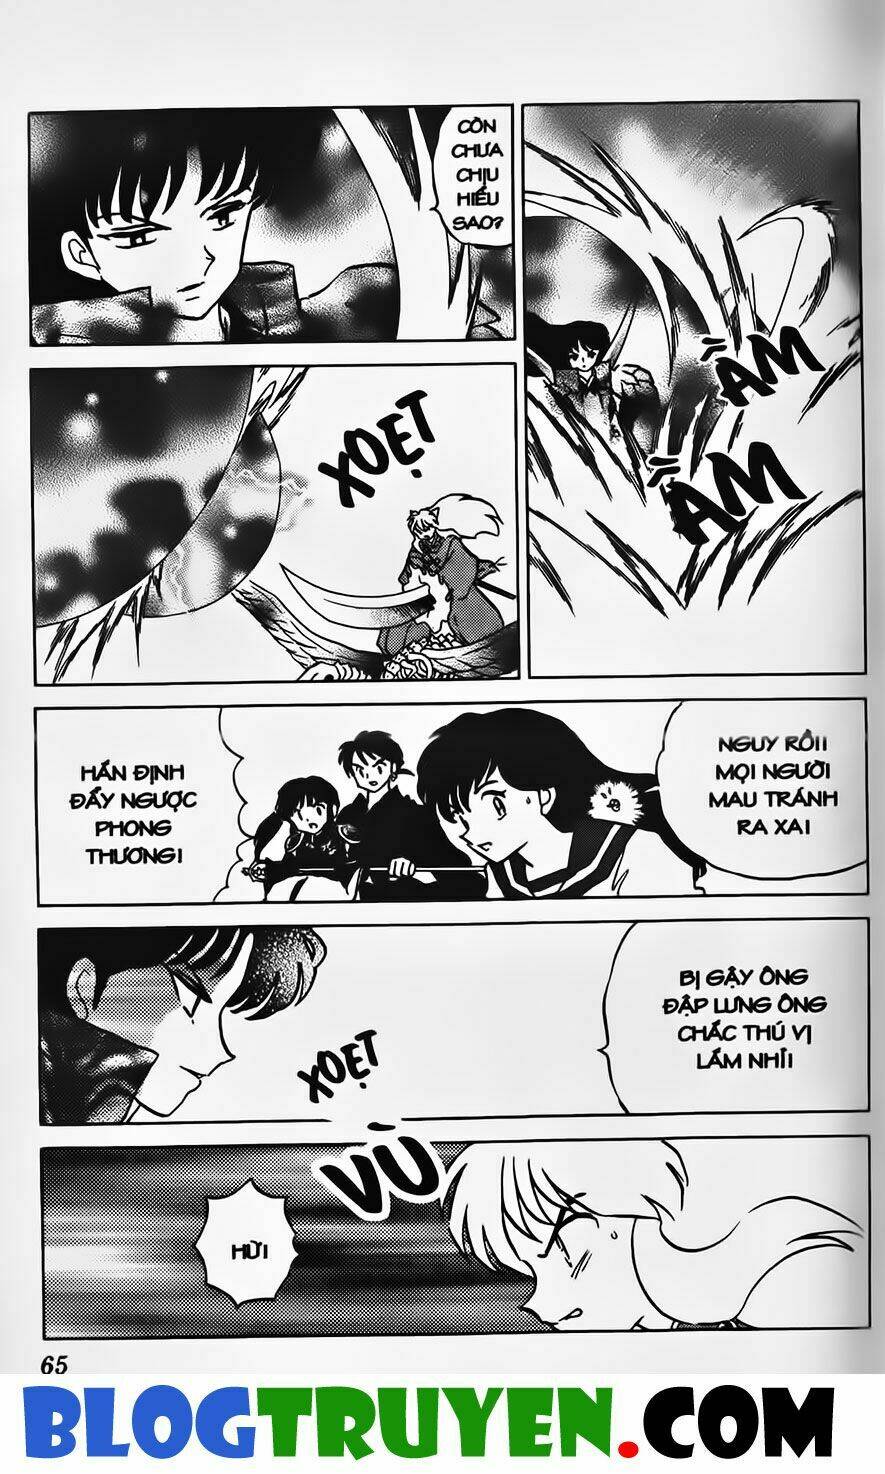 ẦM
ẦM
CÒN
CHƯA
CHỊU
HIỂU
SAO?
XOẸT
NGUY RỒI!
MỌI NGƯỜI
MAU TRÁNH
RA XA!
HẮN ĐỊNH
ĐẨY NGƯỢC
PHONG
THƯƠNG!
BỊ GẬY ÔNG
ĐẬP LƯNG ÔNG
CHẮC THÚ VỊ
LẮM NHỈ!
XOẸT
VÙ
HỪ!
65
BLOGTRUYEN.COM